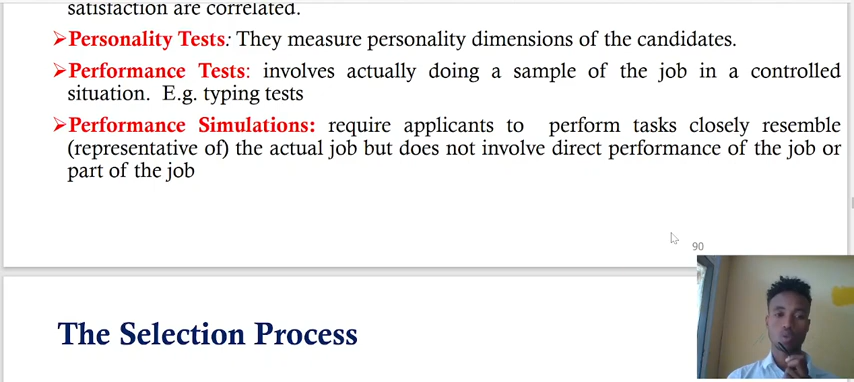 satisfaction are correlated.
➢Personality Tests: They measure personality dimensions of the candidates.
➢Performance Tests: involves actually doing a sample of the job in a controlled
situation. E.g. typing tests
➢Performance Simulations: require applicants to perform tasks closely resemble
(representative of) the actual job but does not involve direct performance of the job or
part of the job
90
The Selection Process